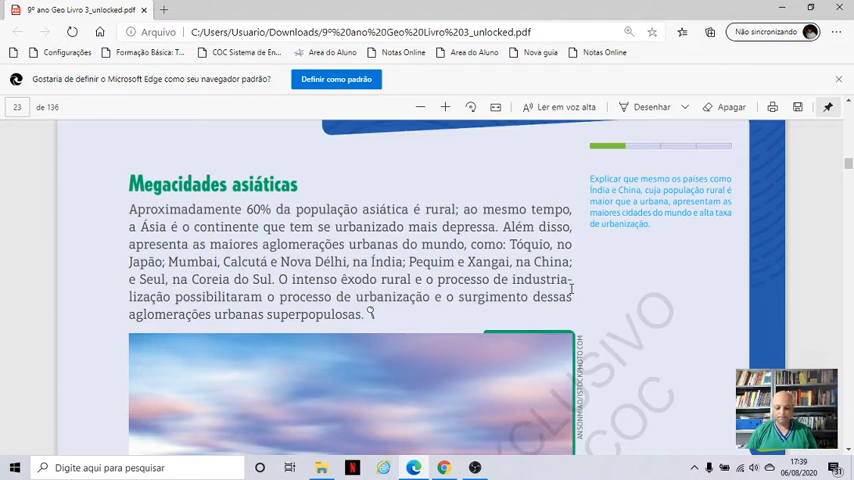 9º ano Geo Livro 3_unlocked.pdf
Arquivo
C:/Users/Usuario/Downloads/9º%20ano%20Geo%20Livro%203_unlocked.pdf
Não sincronizando
Configurações
Formação Básica: T...
COC Sistema de En...
Area do Aluno
Notas Online
Area do Aluno
Nova guia
Notas Online
Gostaria de definir o Microsoft Edge como seu navegador padrão?
Definir como padrão
23
de 136
Ler em voz alta
Desenhar
Apagar
Megacidades asiáticas
Aproximadamente 60% da população asiática é rural; ao mesmo tempo,
a Ásia é o continente que tem se urbanizado mais depressa. Além disso,
apresenta as maiores aglomerações urbanas do mundo, como: Tóquio, no
Japão; Mumbai, Calcutá e Nova Délhi, na Índia; Pequim e Xangai, na China;
e Seul, na Coreia do Sul. O intenso êxodo rural e o processo de industria-
lização possibilitaram o processo de urbanização e o surgimento dessas
aglomerações urbanas superpopulosas.
Explicar que mesmo os países como
Índia e China, cuja população rural é
maior que a urbana, apresentam as
maiores cidades do mundo e alta taxa
de urbanização.
ANSONMIAO/ISTOCKPHOTO.COM
XCLUSIVO
COC
Digite aqui para pesquisar
17:39
06/08/2020
31